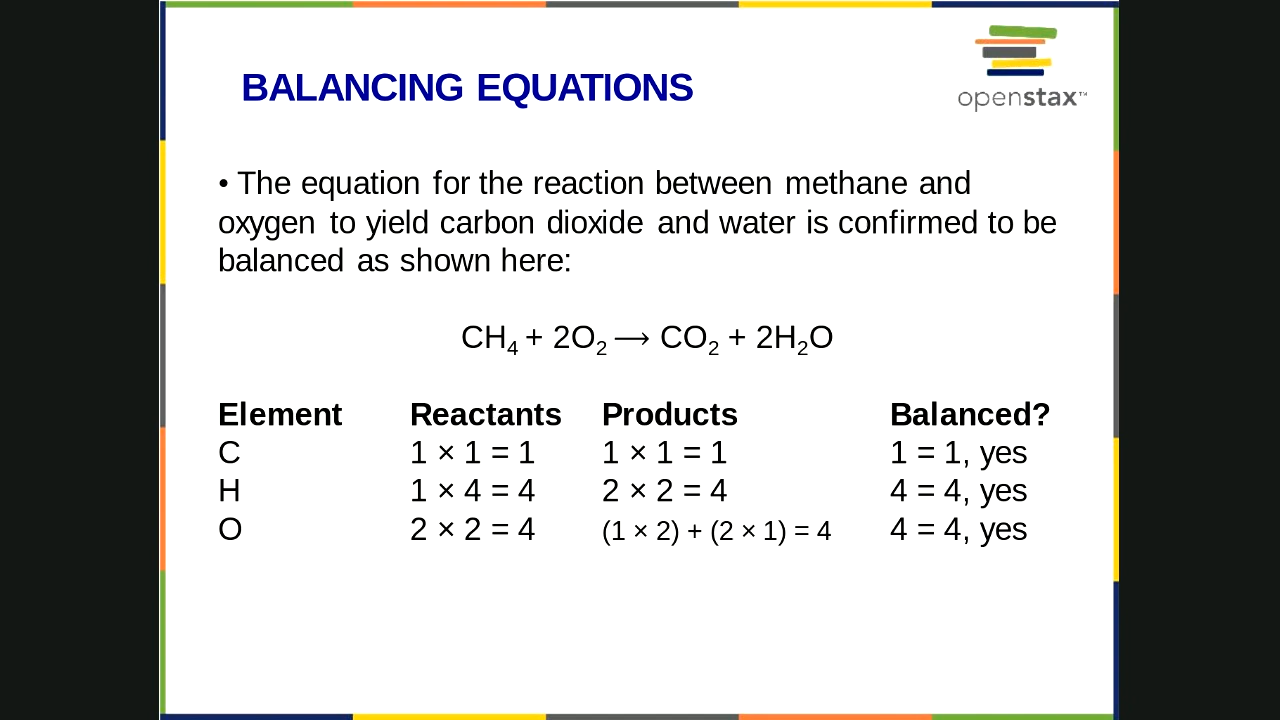 BALANCING EQUATIONS
openstax™
• The equation for the reaction between methane and
oxygen to yield carbon dioxide and water is confirmed to be
balanced as shown here:
CH₄ + 2O₂ ⟶ CO₂ + 2H₂O
Element Reactants Products Balanced?
C 1 × 1 = 1 1 × 1 = 1 1 = 1, yes
H 1 × 4 = 4 2 × 2 = 4 4 = 4, yes
O 2 × 2 = 4 (1 × 2) + (2 × 1) = 4 4 = 4, yes